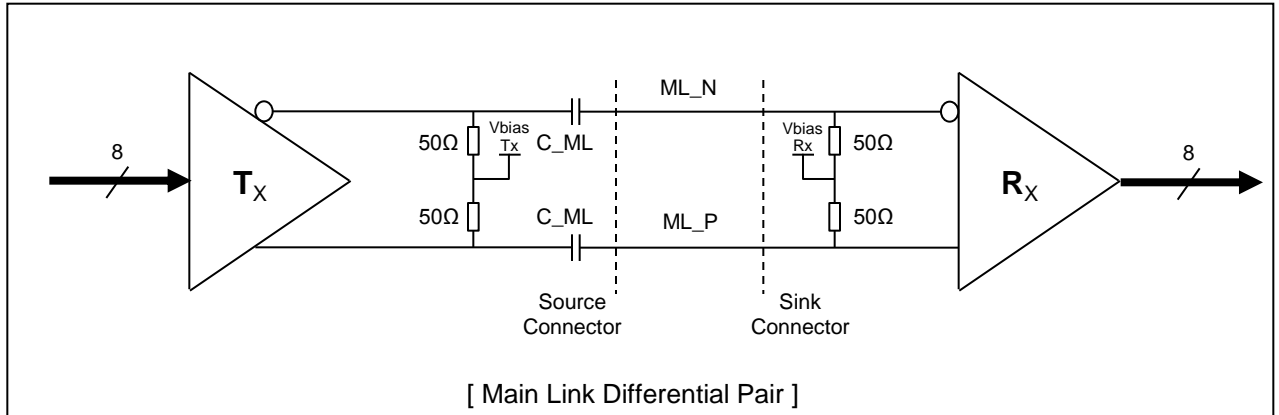 ML_N
8
50Ω
Vbias
Tx
C_ML
Vbias
Rx
50Ω
8
TX
RX
50Ω
C_ML
ML_P
50Ω
Source
Connector
Sink
Connector
[ Main Link Differential Pair ]